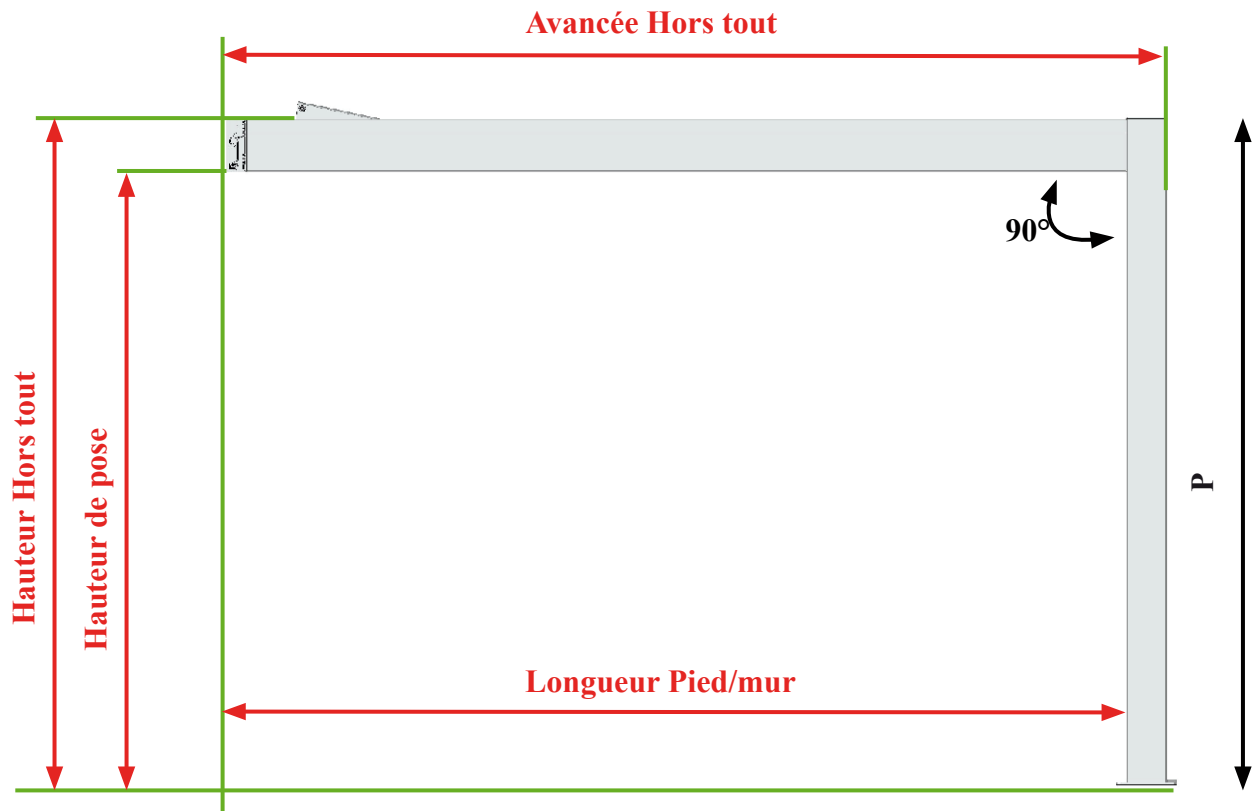 Avancée Hors tout
90°
Hauteur Hors tout
Hauteur de pose
P
Longueur Pied/mur